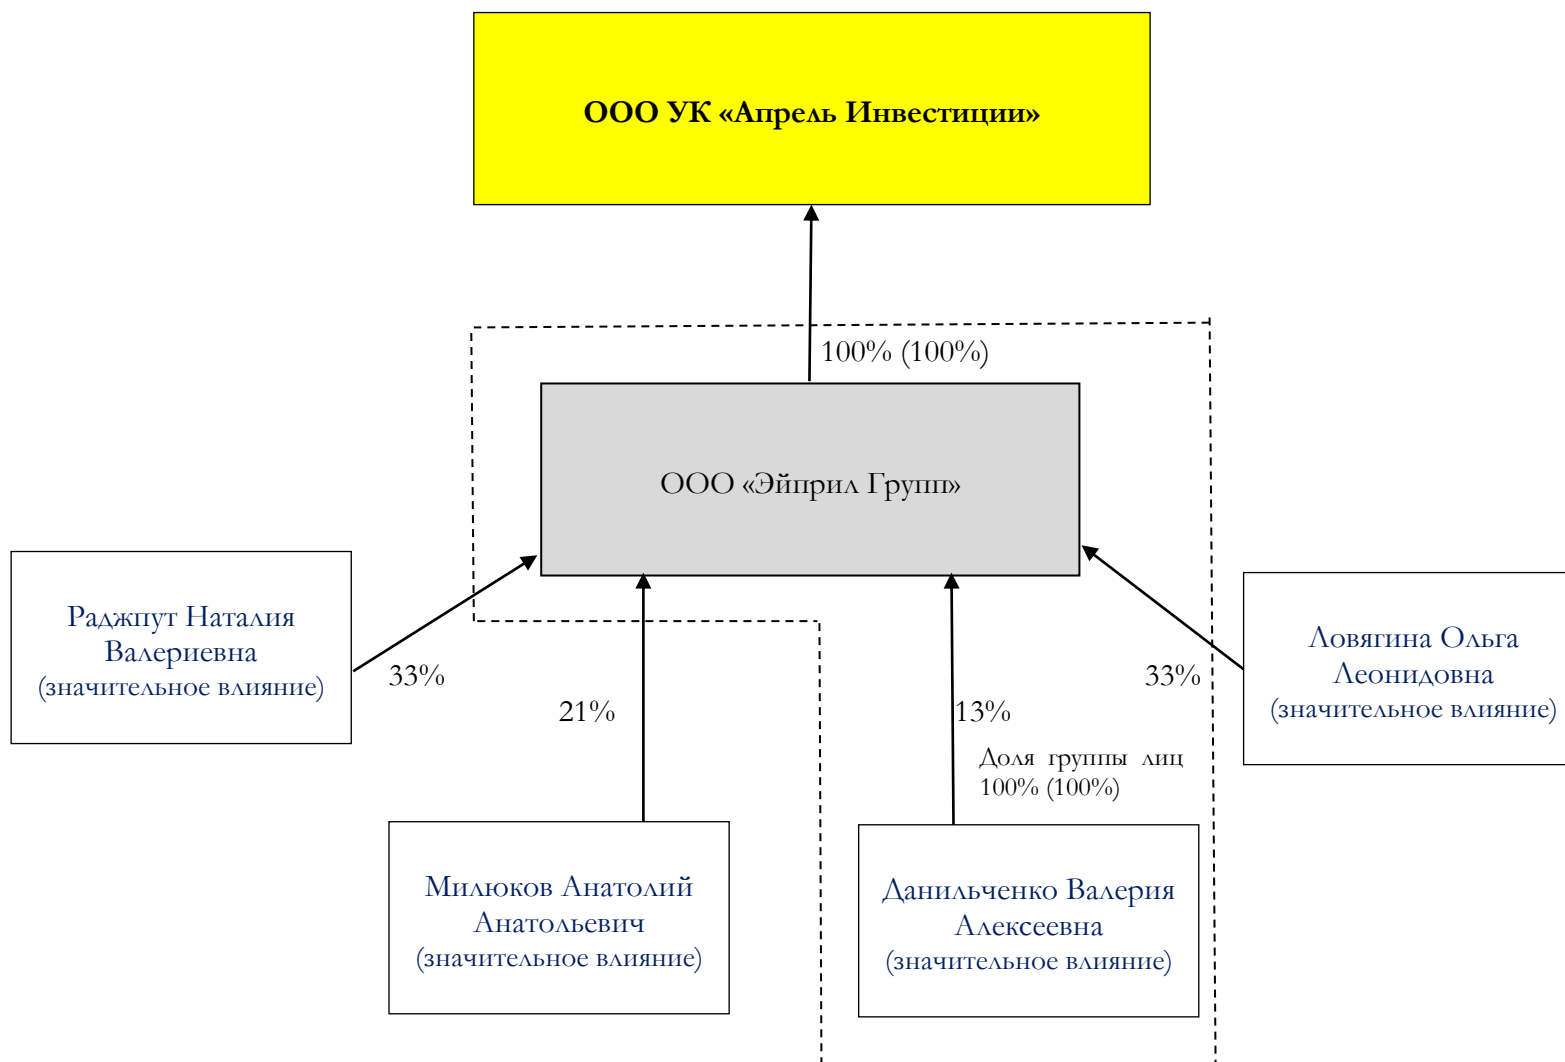 ООО УК «Апрель Инвестиции»
100% (100%)
ООО «Эйприл Групп»
Раджпут Наталия
Валериевна
(значительное влияние)
33%
21%
13%
33%
Ловягина Ольга
Леонидовна
(значительное влияние)
Доля группы лиц
100% (100%)
Милюков Анатолий
Анатольевич
(значительное влияние)
Данильченко Валерия
Алексеевна
(значительное влияние)